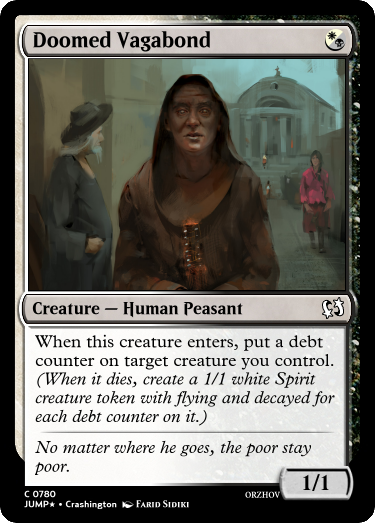 Doomed Vagabond
Creature — Human Peasant
When this creature enters, put a debt
counter on target creature you control.
(When it dies, create a 1/1 white Spirit
creature token with flying and decayed for
each debt counter on it.)
No matter where he goes, the poor stay
poor.
1/1
C 0780
ORZHOV
JUMP★ • Crashington Farid Sidiki